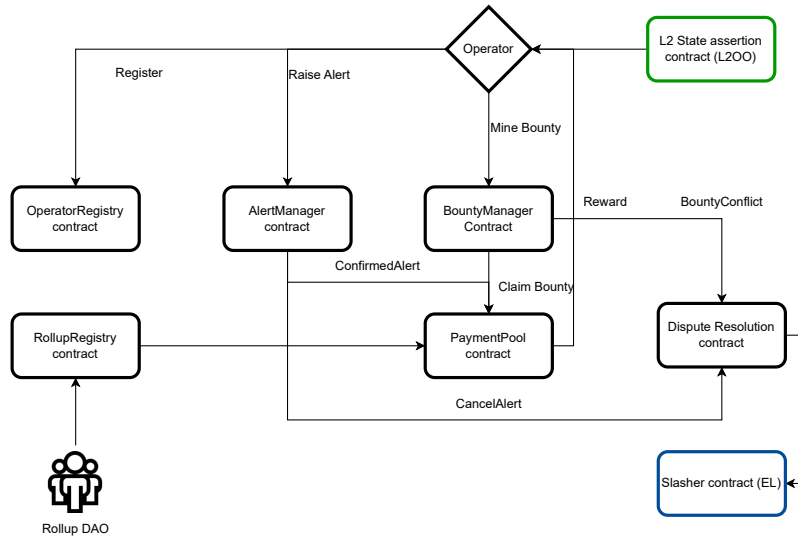 Operator
L2 State assertion
contract (L2OO)
Register
Raise Alert
Mine Bounty
OperatorRegistry
contract
AlertManager
contract
BountyManager
Contract
Reward
BountyConflict
ConfirmedAlert
Claim Bounty
RollupRegistry
contract
PaymentPool
contract
Dispute Resolution
contract
CancelAlert
Slasher contract (EL)
Rollup DAO